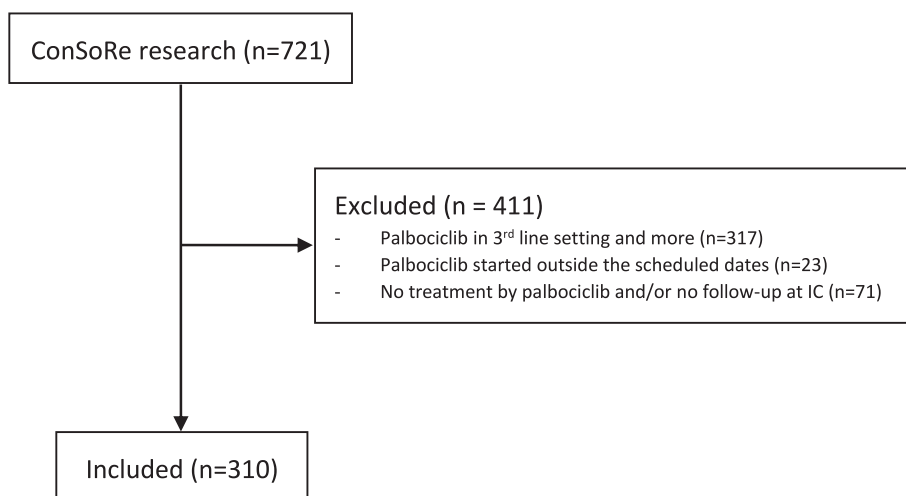 ConSoRe research (n=721)
Excluded (n = 411)
- Palbociclib in 3rd line setting and more (n=317)
- Palbociclib started outside the scheduled dates (n=23)
- No treatment by palbociclib and/or no follow-up at IC (n=71)
Included (n=310)